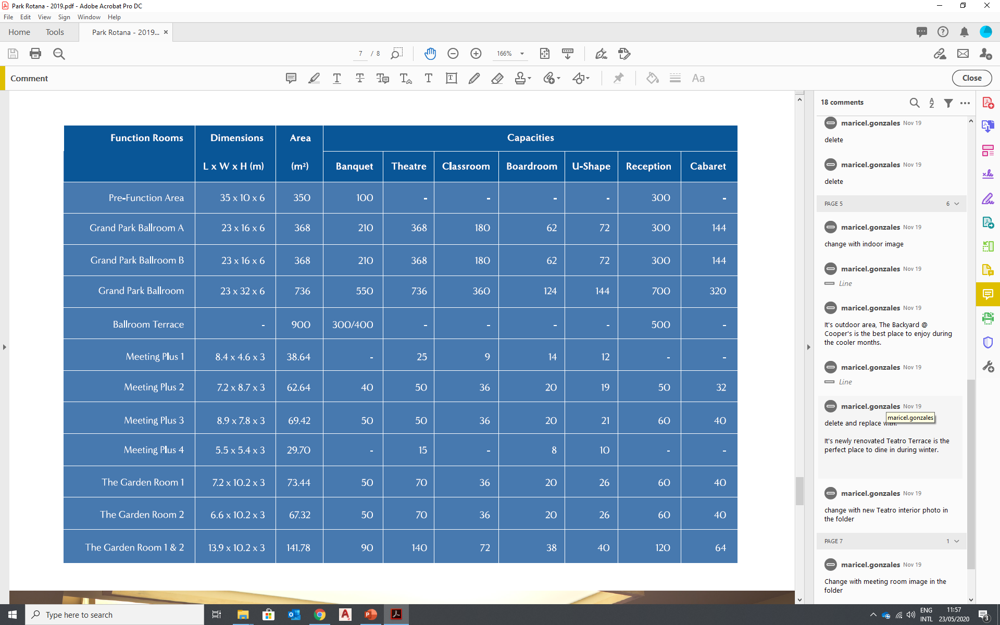 Park Rotana - 2019.pdf - Adobe Acrobat Pro DC
File Edit View Sign Window Help
Home Tools Park Rotana - 2019... ×
7 / 8 166%
Comment Close
18 comments
Function Rooms Dimensions Area Capacities
L x W x H (m) (m²) Banquet Theatre Classroom Boardroom U-Shape Reception Cabaret
Pre-Function Area 35 x 10 x 6 350 100 - - - - 300 -
Grand Park Ballroom A 23 x 16 x 6 368 210 368 180 62 72 300 144
Grand Park Ballroom B 23 x 16 x 6 368 210 368 180 62 72 300 144
Grand Park Ballroom 23 x 32 x 6 736 550 736 360 124 144 700 320
Ballroom Terrace - 900 300/400 - - - - 500 -
Meeting Plus 1 8.4 x 4.6 x 3 38.64 - 25 9 14 12 - -
Meeting Plus 2 7.2 x 8.7 x 3 62.64 40 50 36 20 19 50 32
Meeting Plus 3 8.9 x 7.8 x 3 69.42 50 50 36 20 21 60 40
Meeting Plus 4 5.5 x 5.4 x 3 29.70 - 15 - 8 10 - -
The Garden Room 1 7.2 x 10.2 x 3 73.44 50 70 36 20 26 60 40
The Garden Room 2 6.6 x 10.2 x 3 67.32 50 70 36 20 26 60 40
The Garden Room 1 & 2 13.9 x 10.2 x 3 141.78 90 140 72 38 40 120 64
maricel.gonzales Nov 19
delete
maricel.gonzales Nov 19
delete
PAGE 5 6
maricel.gonzales Nov 19
change with indoor image
maricel.gonzales Nov 19
Line
maricel.gonzales Nov 19
It's outdoor area, The Backyard @
Cooper's is the best place to enjoy during
the cooler months.
maricel.gonzales Nov 19
Line
maricel.gonzales Nov 19
maricel.gonzales
delete and replace with:
It's newly renovated Teatro Terrace is the
perfect place to dine in during winter.
maricel.gonzales Nov 19
change with new Teatro interior photo in
the folder
PAGE 7 1
maricel.gonzales Nov 19
Change with meeting room image in the
folder
Type here to search
ENG
INTL
11:57
23/05/2020
3